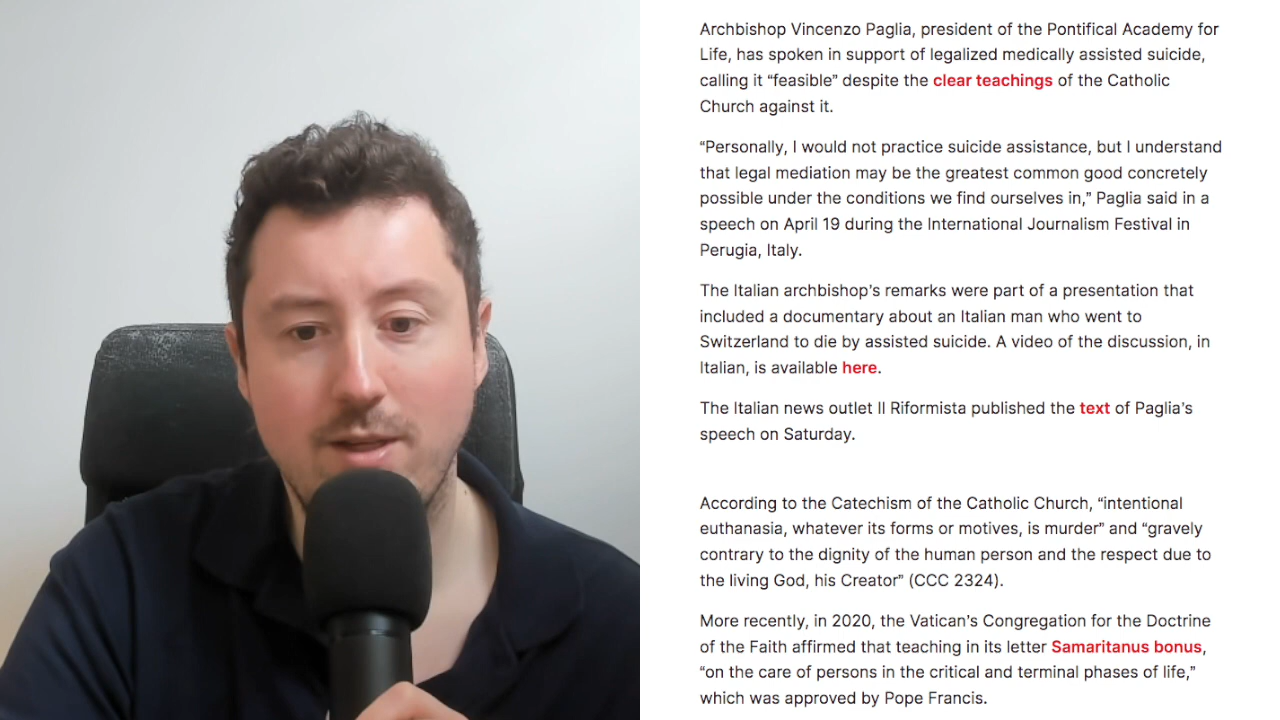 Archbishop Vincenzo Paglia, president of the Pontifical Academy for
Life, has spoken in support of legalized medically assisted suicide,
calling it “feasible” despite the clear teachings of the Catholic
Church against it.
“Personally, I would not practice suicide assistance, but I understand
that legal mediation may be the greatest common good concretely
possible under the conditions we find ourselves in,” Paglia said in a
speech on April 19 during the International Journalism Festival in
Perugia, Italy.
The Italian archbishop’s remarks were part of a presentation that
included a documentary about an Italian man who went to
Switzerland to die by assisted suicide. A video of the discussion, in
Italian, is available here.
The Italian news outlet Il Riformista published the text of Paglia’s
speech on Saturday.
According to the Catechism of the Catholic Church, “intentional
euthanasia, whatever its forms or motives, is murder” and “gravely
contrary to the dignity of the human person and the respect due to
the living God, his Creator” (CCC 2324).
More recently, in 2020, the Vatican’s Congregation for the Doctrine
of the Faith affirmed that teaching in its letter Samaritanus bonus,
“on the care of persons in the critical and terminal phases of life,”
which was approved by Pope Francis.